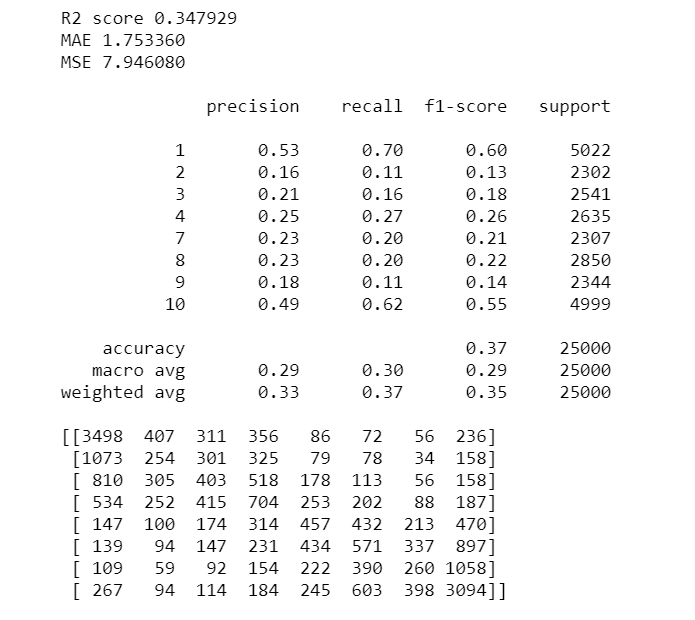 R2 score 0.347929
MAE 1.753360
MSE 7.946080
precision recall f1-score support
1 0.53 0.70 0.60 5022
2 0.16 0.11 0.13 2302
3 0.21 0.16 0.18 2541
4 0.25 0.27 0.26 2635
7 0.23 0.20 0.21 2307
8 0.23 0.20 0.22 2850
9 0.18 0.11 0.14 2344
10 0.49 0.62 0.55 4999
accuracy 0.37 25000
macro avg 0.29 0.30 0.29 25000
weighted avg 0.33 0.37 0.35 25000
[[3498 407 311 356 86 72 56 236]
[1073 254 301 325 79 78 34 158]
[ 810 305 403 518 178 113 56 158]
[ 534 252 415 704 253 202 88 187]
[ 147 100 174 314 457 432 213 470]
[ 139 94 147 231 434 571 337 897]
[ 109 59 92 154 222 390 260 1058]
[ 267 94 114 184 245 603 398 3094]]